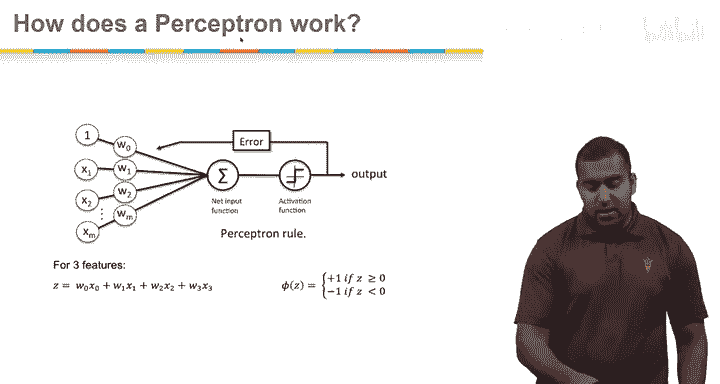 How does a Perceptron work?
1
w₀
Error
x₁
w₁
Σ
output
x₂
w₂
⋮
Net input
function
Activation
function
xₘ
wₘ
Perceptron rule.
For 3 features:
z = w₀x₀ + w₁x₁ + w₂x₂ + w₃x₃
ϕ(z) = {+1 if z ≥ 0
−1 if z < 0